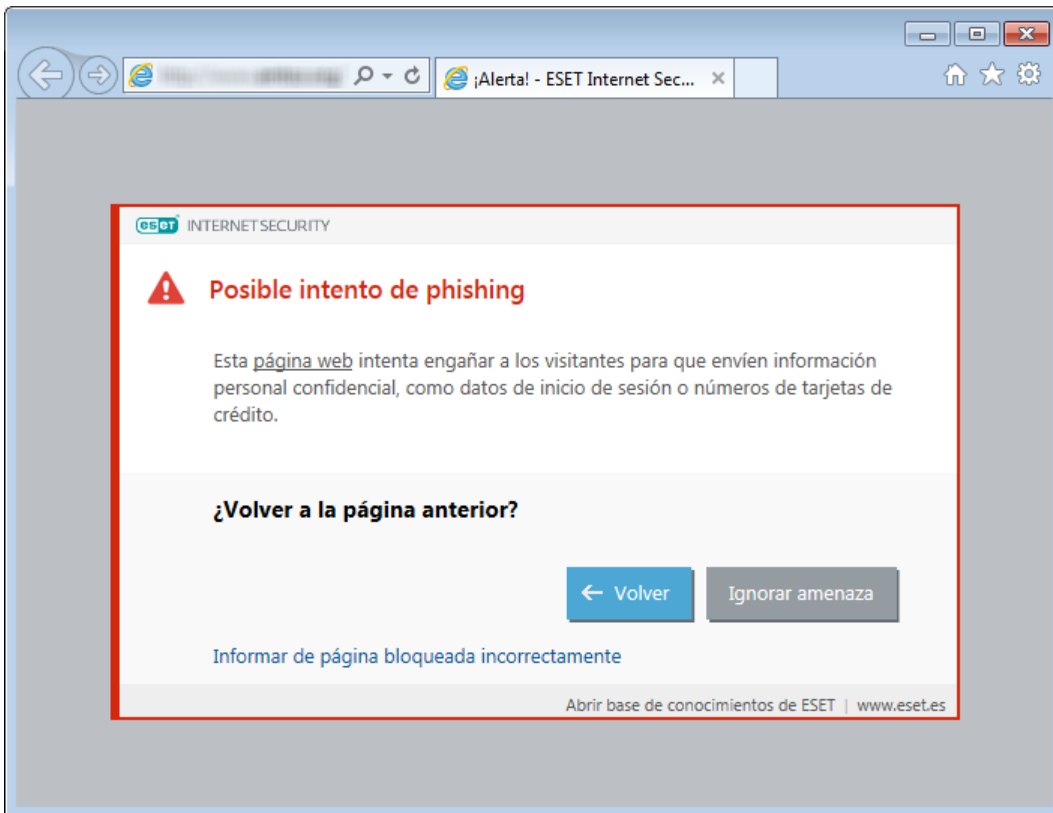 ¡Alerta! - ESET Internet Sec...
eset INTERNET SECURITY
Posible intento de phishing
Esta página web intenta engañar a los visitantes para que envíen información
personal confidencial, como datos de inicio de sesión o números de tarjetas de
crédito.
¿Volver a la página anterior?
← Volver
Ignorar amenaza
Informar de página bloqueada incorrectamente
Abrir base de conocimientos de ESET | www.eset.es